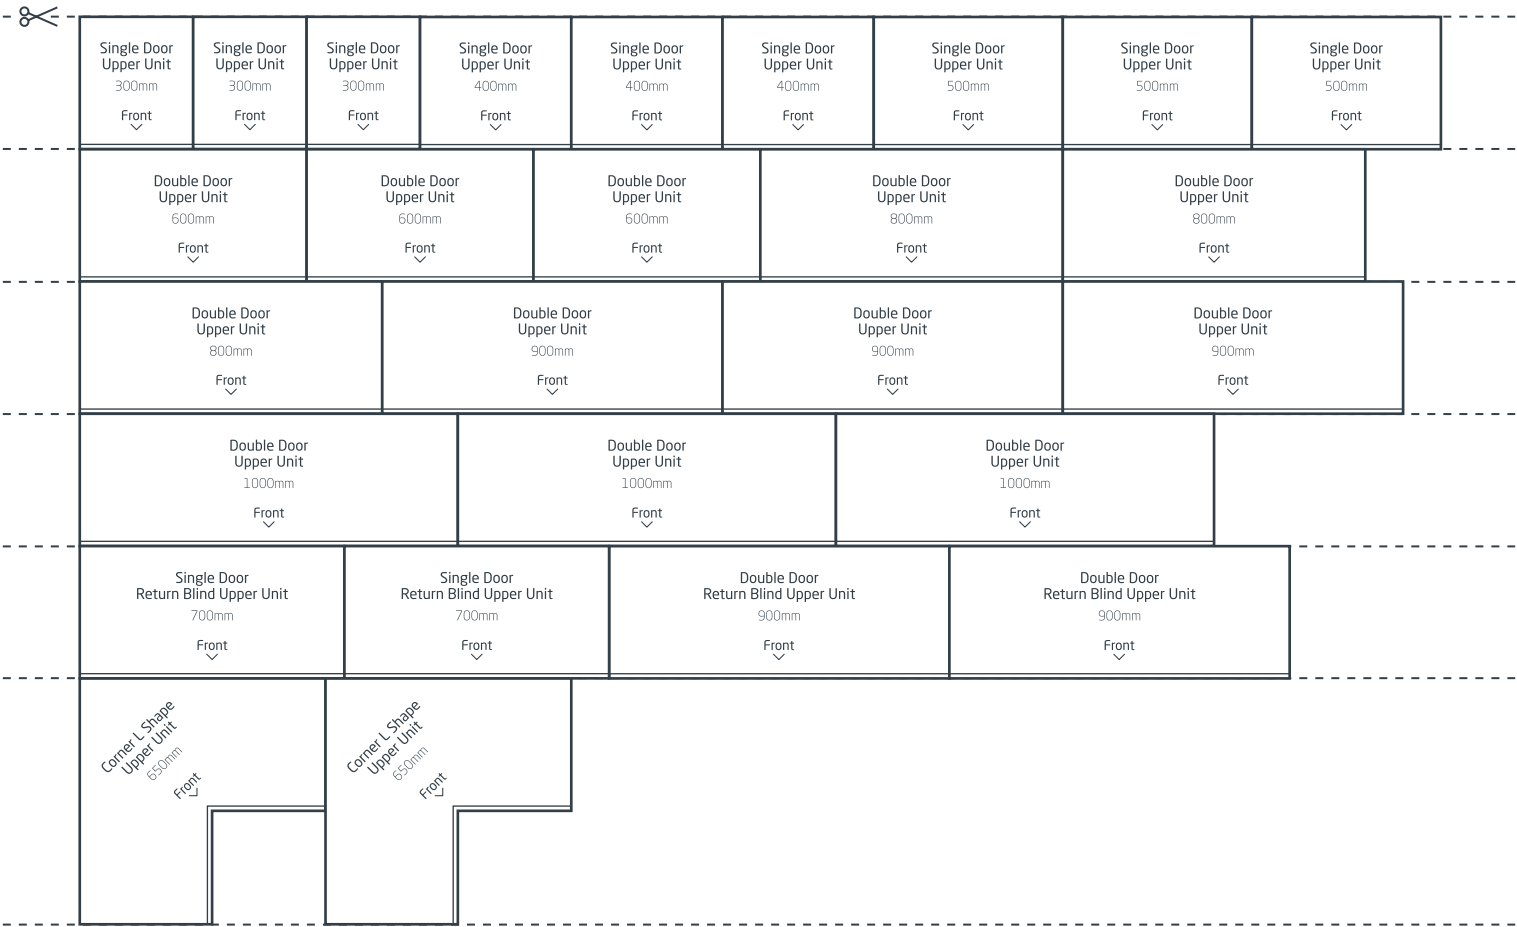 Single Door
Upper Unit
300mm
Front
Single Door
Upper Unit
300mm
Front
Single Door
Upper Unit
300mm
Front
Single Door
Upper Unit
400mm
Front
Single Door
Upper Unit
400mm
Front
Single Door
Upper Unit
400mm
Front
Single Door
Upper Unit
500mm
Front
Single Door
Upper Unit
500mm
Front
Single Door
Upper Unit
500mm
Front
Double Door
Upper Unit
600mm
Front
Double Door
Upper Unit
600mm
Front
Double Door
Upper Unit
600mm
Front
Double Door
Upper Unit
800mm
Front
Double Door
Upper Unit
800mm
Front
Double Door
Upper Unit
800mm
Front
Double Door
Upper Unit
900mm
Front
Double Door
Upper Unit
900mm
Front
Double Door
Upper Unit
900mm
Front
Double Door
Upper Unit
1000mm
Front
Double Door
Upper Unit
1000mm
Front
Double Door
Upper Unit
1000mm
Front
Single Door
Return Blind Upper Unit
700mm
Front
Single Door
Return Blind Upper Unit
700mm
Front
Double Door
Return Blind Upper Unit
900mm
Front
Double Door
Return Blind Upper Unit
900mm
Front
Corner L Shape
Upper Unit
650mm
Front
Corner L Shape
Upper Unit
650mm
Front